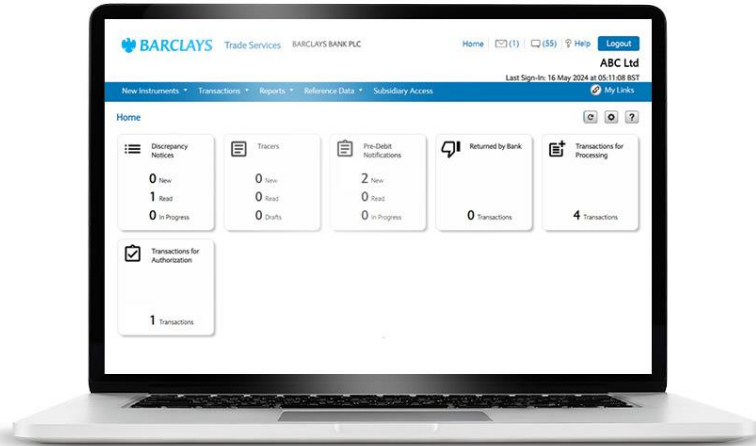 BARCLAYS Trade Services BARCLAYS BANK PLC Home (1) (55) Help Logout
ABC Ltd
Last Sign-In: 16 May 2024 at 05:11:08 BST
New Instruments Transactions Reports Reference Data Subsidiary Access My Links
Home ?
Discrepancy
Notices
0 New
1 Read
0 In Progress
Tracers
0 New
0 Read
0 Drafts
Pre-Debit
Notifications
2 New
0 Read
0 In Progress
Returned by Bank
0 Transactions
Transactions for
Processing
4 Transactions
Transactions for
Authorization
1 Transactions